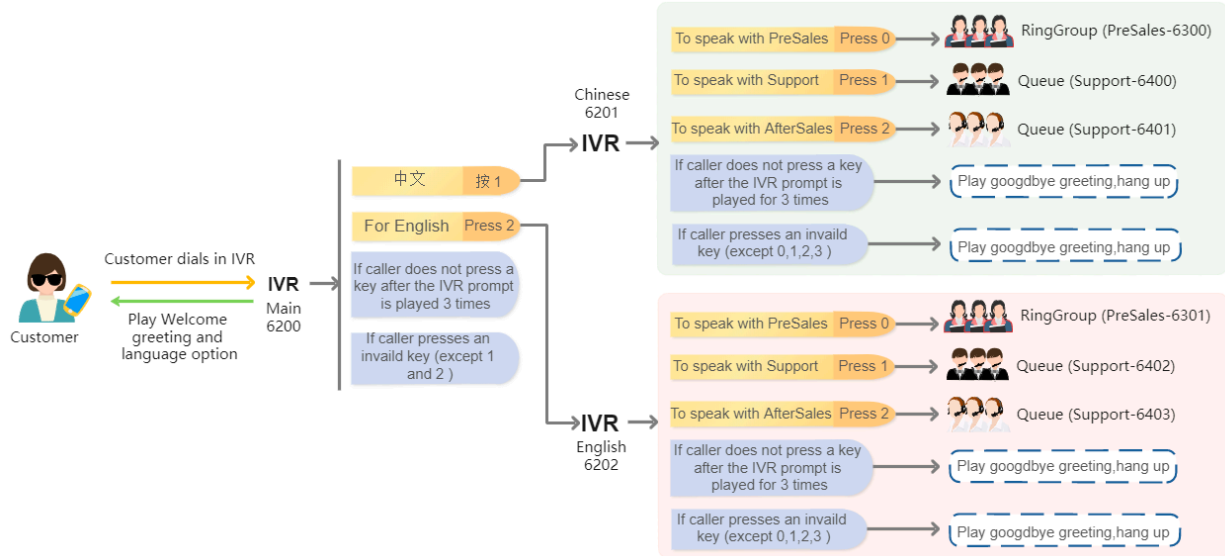 Customer
Customer dials in IVR
Play Welcome
greeting and
language option
IVR
Main
6200
中文 按 1
For English Press 2
If caller does not press a
key after the IVR prompt
is played 3 times
If caller presses an
invaild key (except 1
and 2 )
Chinese
6201
IVR
To speak with PreSales Press 0
RingGroup (PreSales-6300)
To speak with Support Press 1
Queue (Support-6400)
To speak with AfterSales Press 2
Queue (Support-6401)
If caller does not press a key
after the IVR prompt is
played for 3 times
Play googdbye greeting,hang up
If caller presses an invaild
key (except 0,1,2,3 )
Play googdbye greeting,hang up
IVR
English
6202
To speak with PreSales Press 0
RingGroup (PreSales-6301)
To speak with Support Press 1
Queue (Support-6402)
To speak with AfterSales Press 2
Queue (Support-6403)
If caller does not press a key
after the IVR prompt is
played for 3 times
Play googdbye greeting,hang up
If caller presses an invaild
key (except 0,1,2,3 )
Play googdbye greeting,hang up